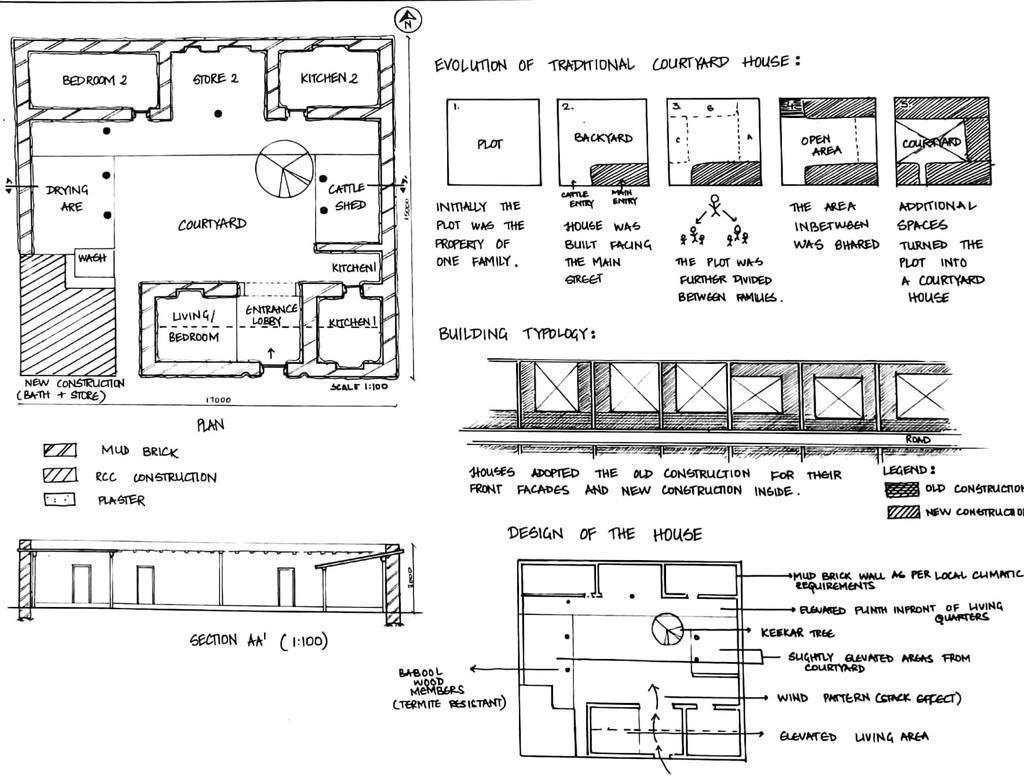 N
BEDROOM 2
STORE 2
KITCHEN 2
DRYING
ARE
CATTLE
SHED
COURTYARD
WASH
KITCHEN 1
LIVING/
BEDROOM
ENTRANCE
LOBBY
KITCHEN 1
15000
NEW CONSTRUCTION
(BATH + STORE)
SCALE 1:100
17000
PLAN
MUD BRICK
RCC CONSTRUCTION
PLASTER
SECTION AA' (1:100)
EVOLUTION OF TRADITIONAL COURTYARD HOUSE:
1.
PLOT
INITIALLY THE
PLOT WAS THE
PROPERTY OF
ONE FAMILY.
2.
BACKYARD
CATTLE
ENTRY
MAIN
ENTRY
HOUSE WAS
BUILT FACING
THE MAIN
STREET
3.
B
C
A
THE PLOT WAS
FURTHER DIVIDED
BETWEEN FAMILIES.
OPEN
AREA
THE AREA
INBETWEEN
WAS SHARED
5.
COURTYARD
ADDITIONAL
SPACES
TURNED THE
PLOT INTO
A COURTYARD
HOUSE
BUILDING TYPOLOGY:
ROAD
HOUSES ADOPTED THE OLD CONSTRUCTION FOR THEIR
FRONT FACADES AND NEW CONSTRUCTION INSIDE.
LEGEND:
OLD CONSTRUCTION
NEW CONSTRUCTION
DESIGN OF THE HOUSE
MUD BRICK WALL AS PER LOCAL CLIMATIC
REQUIREMENTS
ELEVATED PLINTH INFRONT OF LIVING
QUARTERS
KEEKAR TREE
SLIGHTLY ELEVATED AREAS FROM
COURTYARD
BABOOL
WOOD
MEMBERS
(TERMITE RESISTANT)
WIND PATTERN (STACK EFFECT)
ELEVATED LIVING AREA